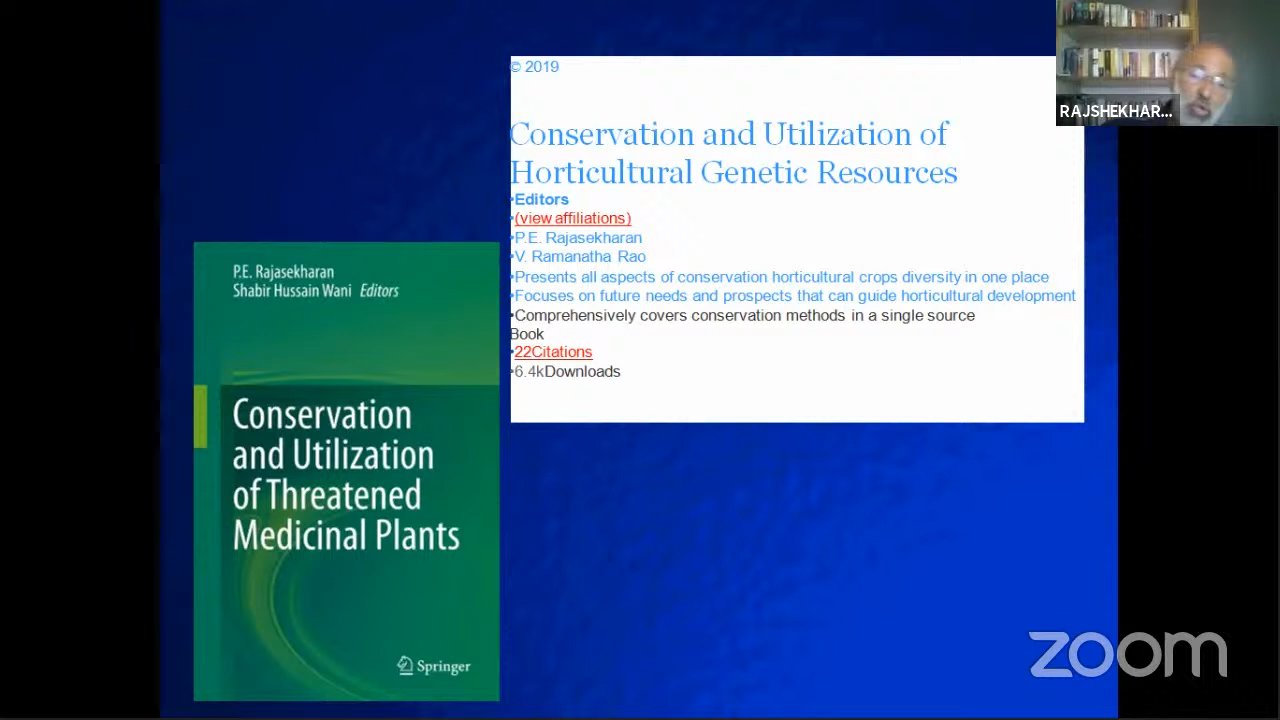 © 2019
Conservation and Utilization of
Horticultural Genetic Resources
•Editors
•(view affiliations)
•P.E. Rajasekharan
•V. Ramanatha Rao
•Presents all aspects of conservation horticultural crops diversity in one place
•Focuses on future needs and prospects that can guide horticultural development
•Comprehensively covers conservation methods in a single source
Book
•22Citations
•6.4kDownloads
RAJSHEKHAR...
P.E. Rajasekharan
Shabir Hussain Wani Editors
Conservation
and Utilization
of Threatened
Medicinal Plants
Springer
zoom